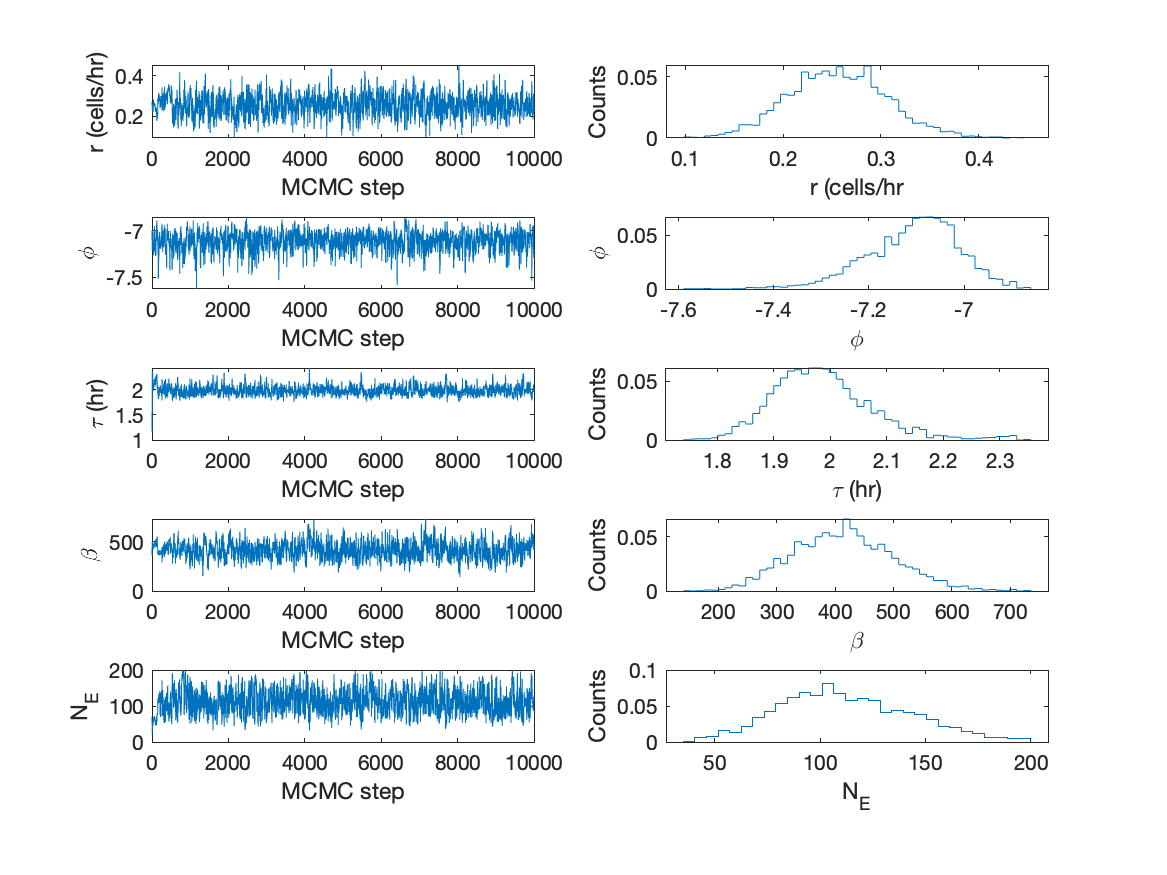 r (cells/hr)
0.4
0.2
0 2000 4000 6000 8000 10000
MCMC step
Counts
0.05
0
0.1 0.2 0.3 0.4
r (cells/hr
ϕ
-7
-7.5
0 2000 4000 6000 8000 10000
MCMC step
ϕ
0.05
0
-7.6 -7.4 -7.2 -7
ϕ
τ (hr)
2
1.5
1
0 2000 4000 6000 8000 10000
MCMC step
Counts
0.05
0
1.8 1.9 2 2.1 2.2 2.3
τ (hr)
β
500
0
0 2000 4000 6000 8000 10000
MCMC step
Counts
0.05
0
200 300 400 500 600 700
β
N_E
200
100
0
0 2000 4000 6000 8000 10000
MCMC step
Counts
0.1
0.05
0
50 100 150 200
N_E